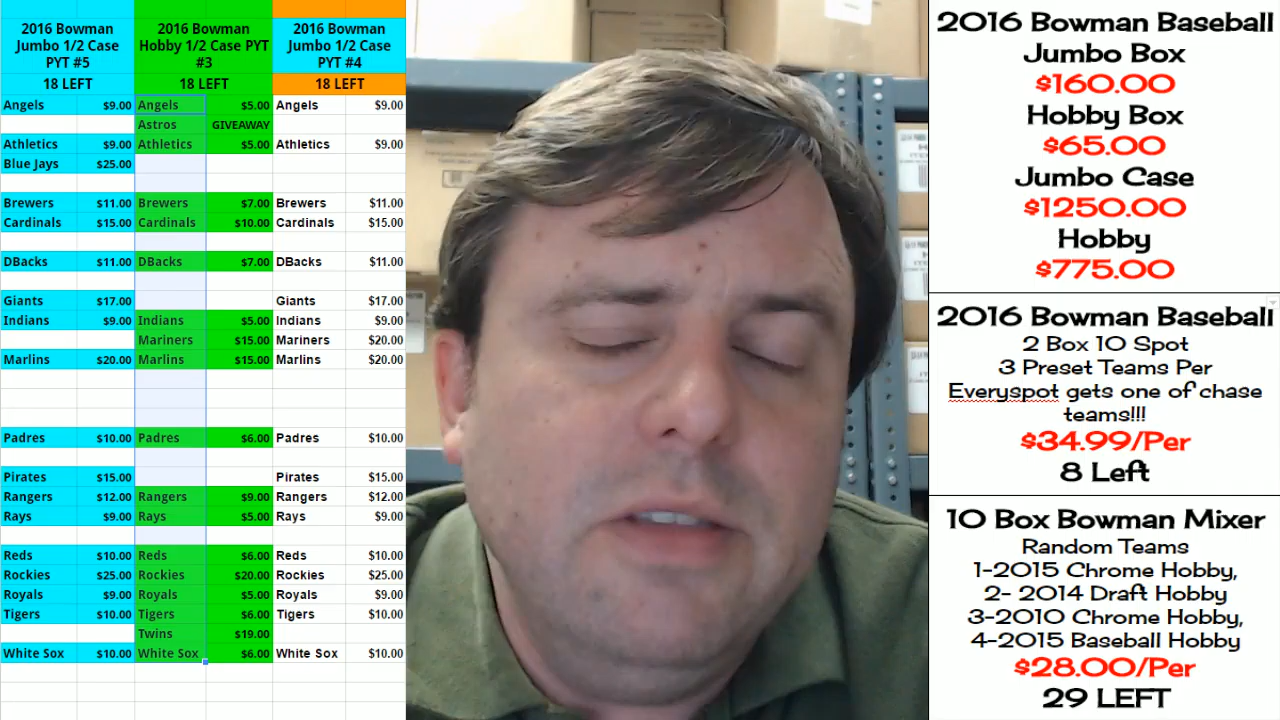 2016 Bowman
Jumbo 1/2 Case
PYT #5
18 LEFT
Angels $9.00
Athletics $9.00
Blue Jays $25.00
Brewers $11.00
Cardinals $15.00
DBacks $11.00
Giants $17.00
Indians $9.00
Marlins $20.00
Padres $10.00
Pirates $15.00
Rangers $12.00
Rays $9.00
Reds $10.00
Rockies $25.00
Royals $9.00
Tigers $10.00
White Sox $10.00
2016 Bowman
Hobby 1/2 Case PYT
#3
18 LEFT
Angels $5.00
Astros GIVEAWAY
Athletics $5.00
Brewers $7.00
Cardinals $10.00
DBacks $7.00
Indians $5.00
Mariners $15.00
Marlins $15.00
Padres $6.00
Rangers $9.00
Rays $5.00
Reds $6.00
Rockies $20.00
Royals $5.00
Tigers $6.00
Twins $19.00
White Sox $6.00
2016 Bowman
Jumbo 1/2 Case
PYT #4
18 LEFT
Angels $9.00
Athletics $9.00
Brewers $11.00
Cardinals $15.00
DBacks $11.00
Giants $17.00
Indians $9.00
Mariners $20.00
Marlins $20.00
Padres $10.00
Pirates $15.00
Rangers $12.00
Rays $9.00
Reds $10.00
Rockies $25.00
Royals $9.00
Tigers $10.00
White Sox $10.00
2016 Bowman Baseball
Jumbo Box
$160.00
Hobby Box
$65.00
Jumbo Case
$1250.00
Hobby
$775.00
2016 Bowman Baseball
2 Box 10 Spot
3 Preset Teams Per
Everyspot gets one of chase
teams!!!
$34.99/Per
8 Left
10 Box Bowman Mixer
Random Teams
1-2015 Chrome Hobby,
2- 2014 Draft Hobby
3-2010 Chrome Hobby,
4-2015 Baseball Hobby
$28.00/Per
29 LEFT